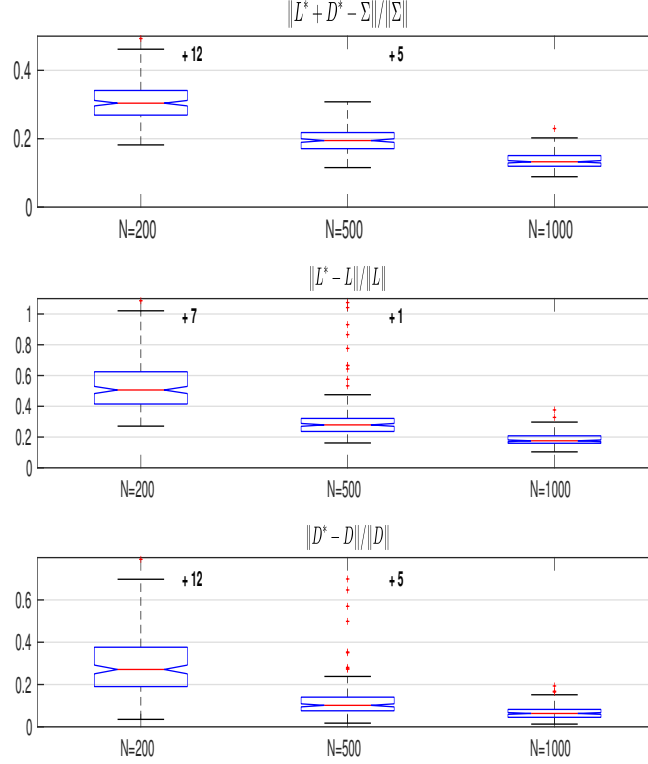 ‖L* + D* − Σ‖/‖Σ‖
+ 12
+ 5
0.4
0.2
0
N=200
N=500
N=1000
‖L* − L‖/‖L‖
+ 7
+ 1
1
0.8
0.6
0.4
0.2
0
N=200
N=500
N=1000
‖D* − D‖/‖D‖
+ 12
+ 5
0.6
0.4
0.2
0
N=200
N=500
N=1000